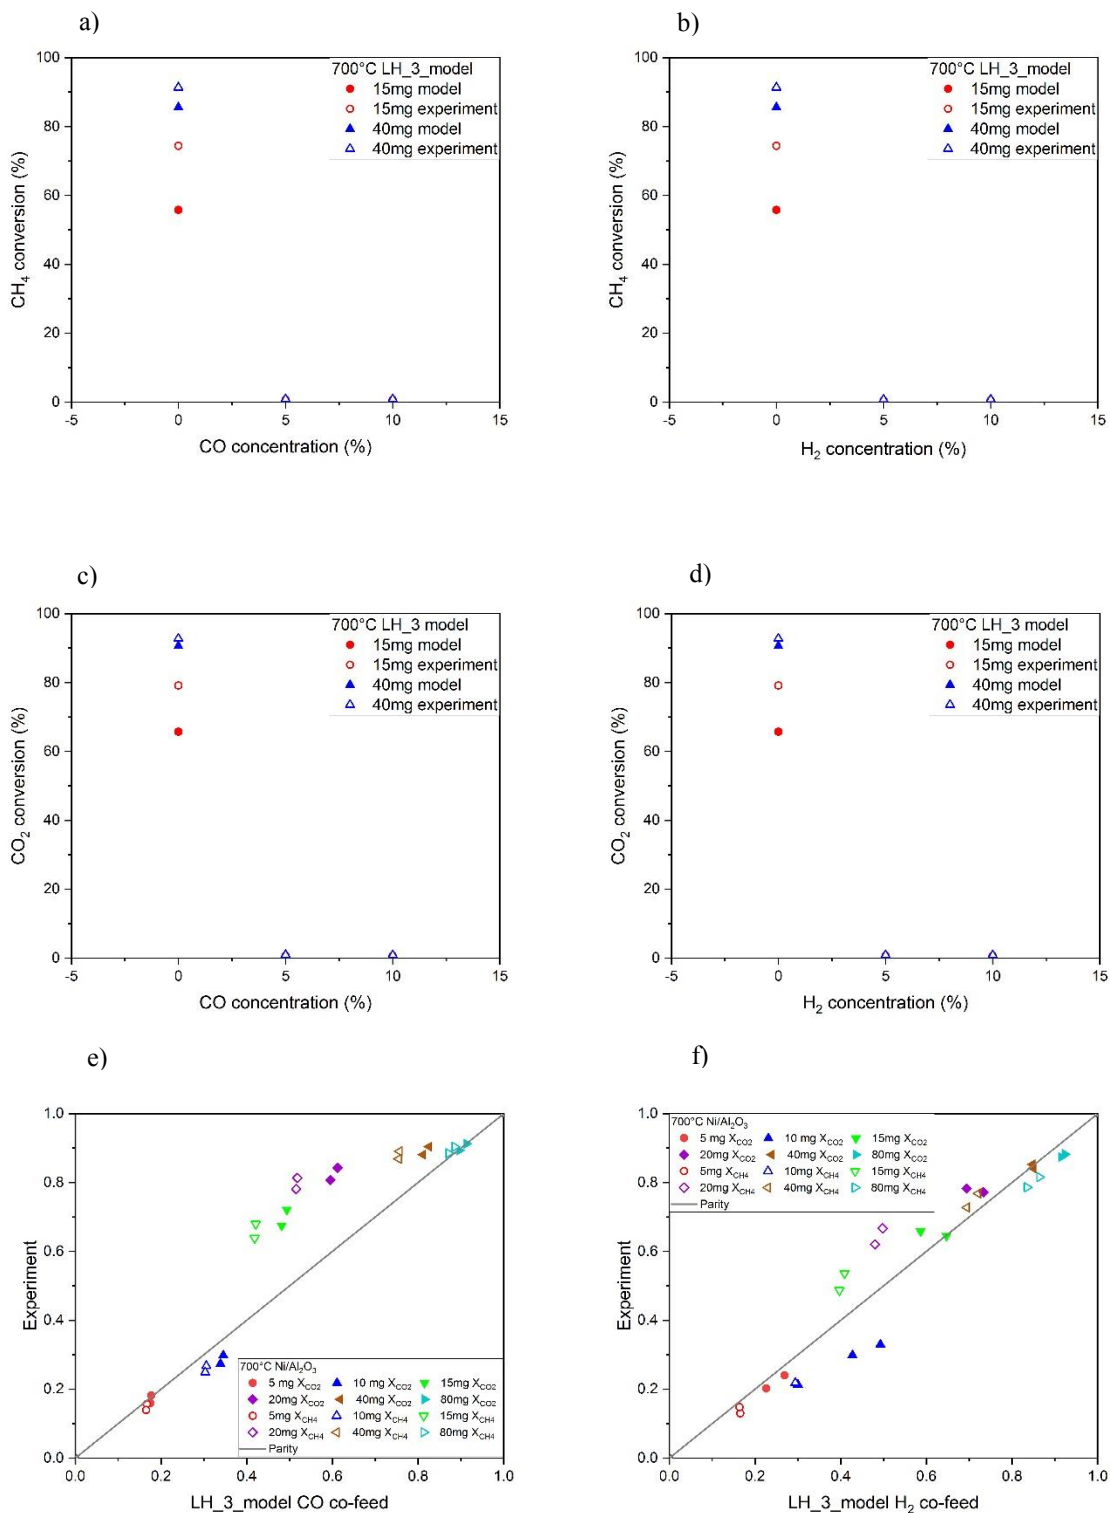 a)
100
80
60
40
20
0
CH4 conversion (%)
-5 0 5 10 15
CO concentration (%)
700°C LH_3_model
15mg model
15mg experiment
40mg model
40mg experiment
b)
100
80
60
40
20
0
CH4 conversion (%)
-5 0 5 10 15
H2 concentration (%)
700°C LH_3_model
15mg model
15mg experiment
40mg model
40mg experiment
c)
100
80
60
40
20
0
CO2 conversion (%)
-5 0 5 10 15
CO concentration (%)
700°C LH_3 model
15mg model
15mg experiment
40mg model
40mg experiment
d)
100
80
60
40
20
0
CO2 conversion (%)
-5 0 5 10 15
H2 concentration (%)
700°C LH_3 model
15mg model
15mg experiment
40mg model
40mg experiment
e)
1.0
0.8
0.6
0.4
0.2
0.0
Experiment
0.0 0.2 0.4 0.6 0.8 1.0
LH_3_model CO co-feed
700°C Ni/Al2O3
5 mg XCO2 10 mg XCO2 15mg XCO2
20mg XCO2 40mg XCO2 80mg XCO2
5mg XCH4 10mg XCH4 15mg XCH4
20mg XCH4 40mg XCH4 80mg XCH4
Parity
f)
1.0
0.8
0.6
0.4
0.2
0.0
Experiment
0.0 0.2 0.4 0.6 0.8 1.0
LH_3_model H2 co-feed
700°C Ni/Al2O3
5 mg XCO2 10 mg XCO2 15mg XCO2
20mg XCO2 40mg XCO2 80mg XCO2
5mg XCH4 10mg XCH4 15mg XCH4
20mg XCH4 40mg XCH4 80mg XCH4
Parity